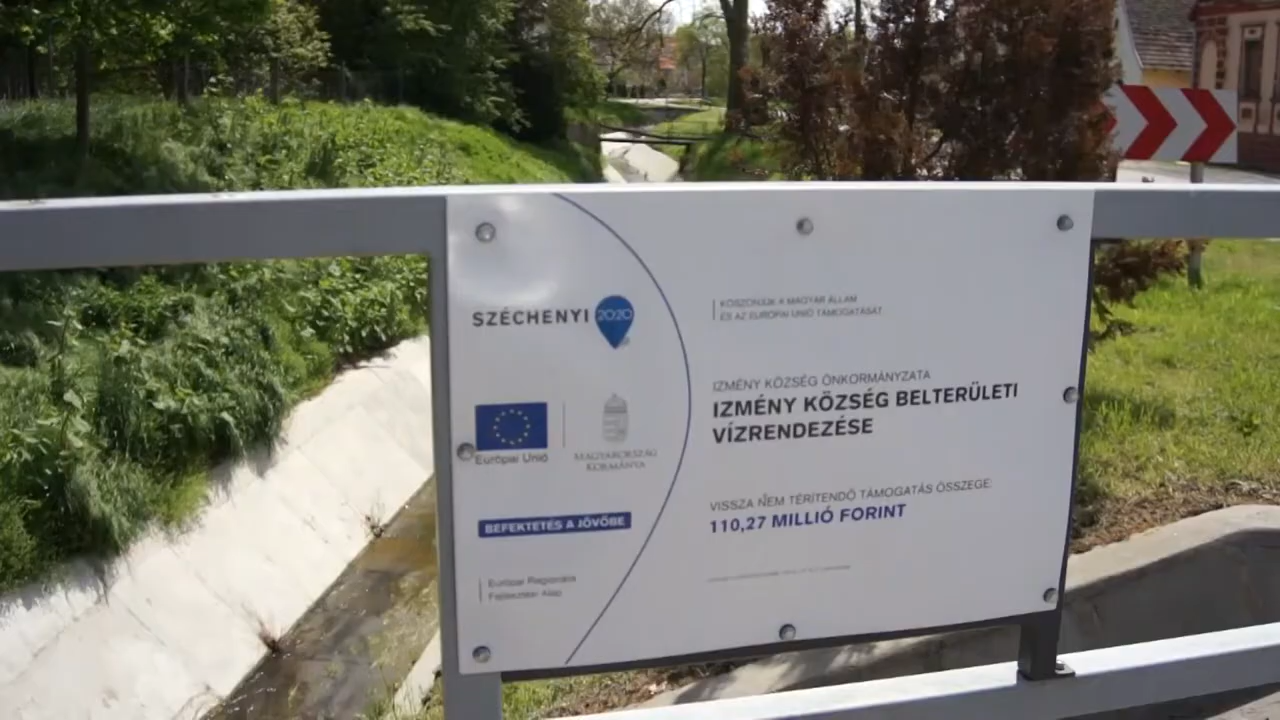 SZÉCHENYI 2020
Európai Unió
MAGYARORSZÁG
KORMÁNYA
BEFEKTETÉS A JÖVŐBE
Európai Regionális
Fejlesztési Alap
KÖSZÖNJÜK A MAGYAR ÁLLAM
ÉS AZ EURÓPAI UNIÓ TÁMOGATÁSÁT
IZMÉNY KÖZSÉG ÖNKORMÁNYZATA
IZMÉNY KÖZSÉG BELTERÜLETI
VÍZRENDEZÉSE
VISSZA NEM TÉRÍTENDŐ TÁMOGATÁS ÖSSZEGE:
110,27 MILLIÓ FORINT